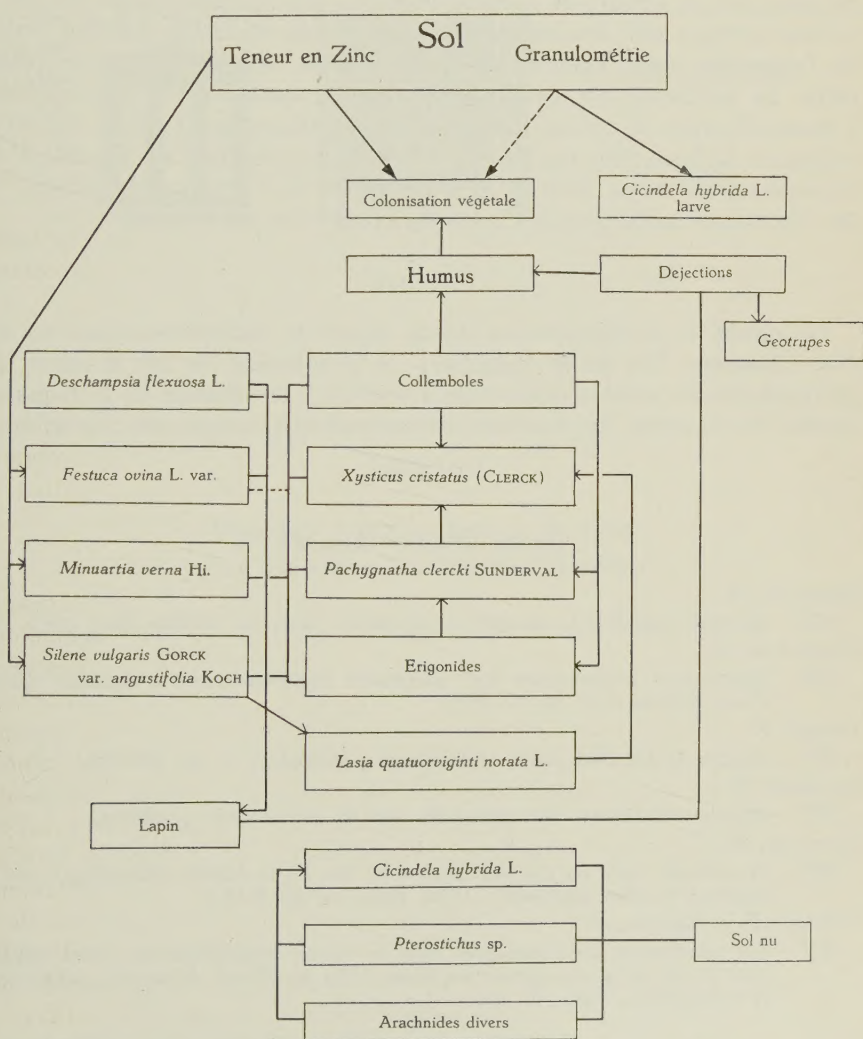 Sol
Teneur en Zinc Granulométrie
Colonisation végétale
Cicindela hybrida L.
larve
Humus
Dejections
Geotrupes
Deschampsia flexuosa L.
Collemboles
Festuca ovina L. var.
Xysticus cristatus (CLERCK)
Minuartia verna Hi.
Pachygnatha clercki SUNDERVAL
Silene vulgaris GORCK
var. angustifolia KOCH
Erigonides
Lasia quatuorviginti notata L.
Lapin
Cicindela hybrida L.
Pterostichus sp.
Sol nu
Arachnides divers